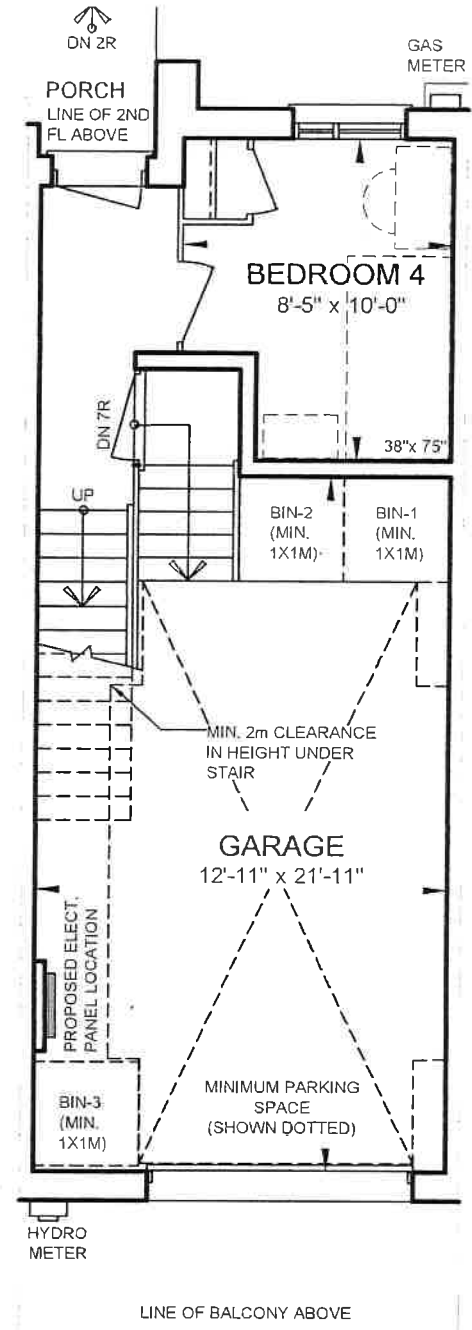 DN 2R
GAS
METER
PORCH
LINE OF 2ND
FL ABOVE
BEDROOM 4
8'-5" x 10'-0"
38"x 75"
DN 7R
UP
BIN-2
(MIN.
1X1M)
BIN-1
(MIN.
1X1M)
MIN. 2m CLEARANCE
IN HEIGHT UNDER
STAIR
GARAGE
12'-11" x 21'-11"
PROPOSED ELECT.
PANEL LOCATION
BIN-3
(MIN.
1X1M)
MINIMUM PARKING
SPACE
(SHOWN DOTTED)
HYDRO
METER
LINE OF BALCONY ABOVE